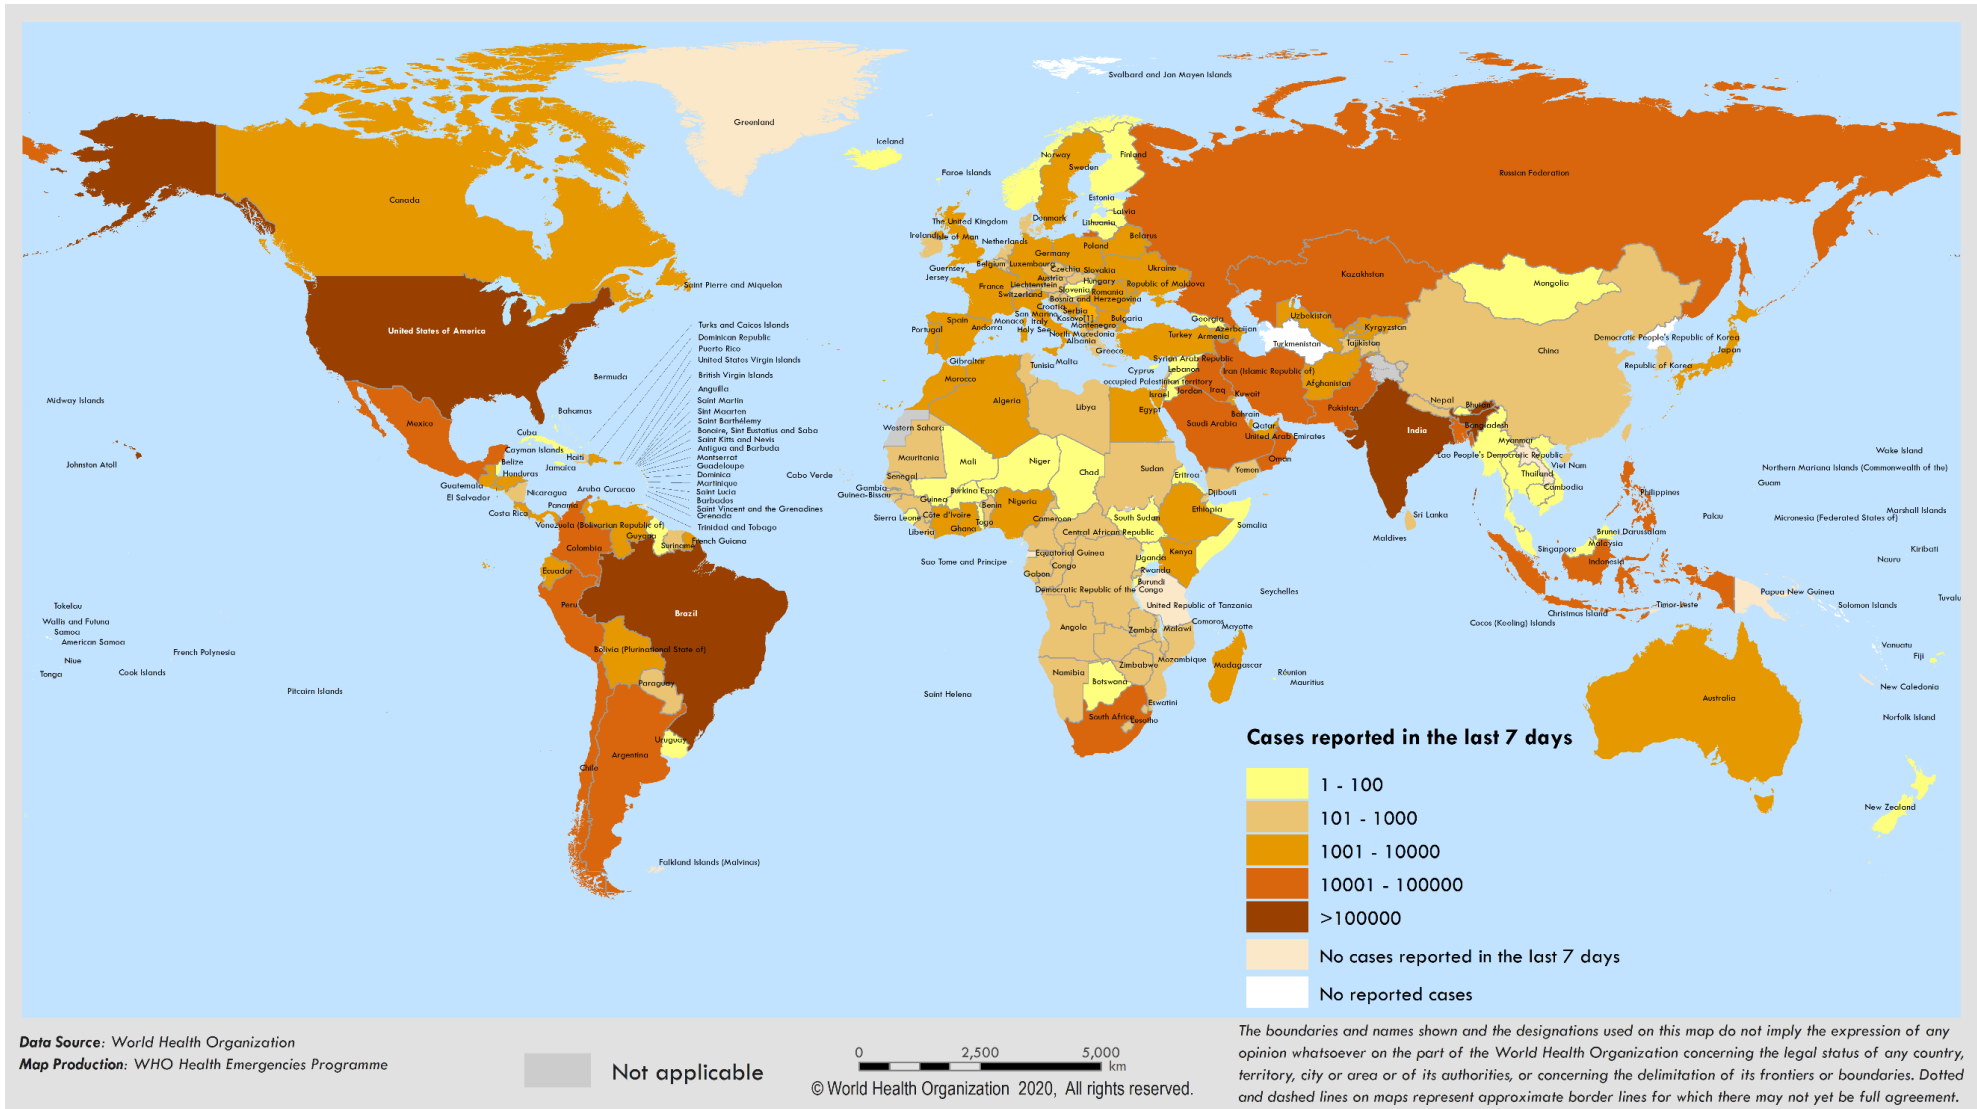 Svalbard and Jan Mayen Islands
Greenland
Iceland
Faroe Islands
Norway
Sweden
Finland
Russian Federation
Canada
Estonia
Latvia
Lithuania
Denmark
The United Kingdom
Ireland
Isle of Man
Netherlands
Belarus
Poland
Germany
Belgium
Luxembourg
Czechia
Slovakia
Ukraine
Guernsey
Jersey
Austria
Hungary
Republic of Moldova
France
Liechtenstein
Switzerland
Slovenia
Romania
Bosnia and Herzegovina
Croatia
Serbia
San Marino
Monaco
Italy
Kosovo[1]
Bulgaria
Montenegro
Holy See
North Macedonia
Albania
Greece
Spain
Andorra
Portugal
Gibraltar
Malta
Tunisia
Kazakhstan
Mongolia
Uzbekistan
Kyrgyzstan
Georgia
Azerbaijan
Armenia
Turkey
Turkmenistan
Tajikistan
Democratic People's Republic of Korea
Japan
Republic of Korea
China
Saint Pierre and Miquelon
United States of America
Turks and Caicos Islands
Dominican Republic
Puerto Rico
United States Virgin Islands
British Virgin Islands
Anguilla
Saint Martin
Sint Maarten
Saint Barthélemy
Bonaire, Sint Eustatius and Saba
Saint Kitts and Nevis
Antigua and Barbuda
Montserrat
Guadeloupe
Dominica
Martinique
Saint Lucia
Barbados
Saint Vincent and the Grenadines
Grenada
Trinidad and Tobago
Bermuda
Bahamas
Midway Islands
Johnston Atoll
Mexico
Cuba
Cayman Islands
Haiti
Belize
Jamaica
Honduras
Guatemala
El Salvador
Nicaragua
Aruba
Curacao
Costa Rica
Panama
Venezuela (Bolivarian Republic of)
Guyana
Suriname
French Guiana
Colombia
Ecuador
Peru
Brazil
Bolivia (Plurinational State of)
Paraguay
Uruguay
Argentina
Chile
Falkland Islands (Malvinas)
Cyprus
Syrian Arab Republic
Lebanon
occupied Palestinian territory
Israel
Jordan
Iraq
Iran (Islamic Republic of)
Kuwait
Afghanistan
Pakistan
Bahrain
Qatar
United Arab Emirates
Saudi Arabia
Oman
Yemen
Nepal
Bhutan
Bangladesh
India
Myanmar
Lao People's Democratic Republic
Viet Nam
Thailand
Cambodia
Sri Lanka
Maldives
Philippines
Palau
Brunei Darussalam
Malaysia
Singapore
Indonesia
Timor-Leste
Christmas Island
Cocos (Keeling) Islands
Papua New Guinea
Solomon Islands
Tuvalu
Wake Island
Northern Mariana Islands (Commonwealth of the)
Guam
Marshall Islands
Micronesia (Federated States of)
Kiribati
Nauru
Vanuatu
Fiji
New Caledonia
Norfolk Island
Australia
New Zealand
Morocco
Algeria
Libya
Egypt
Western Sahara
Mauritania
Mali
Niger
Chad
Sudan
Eritrea
Djibouti
Cabo Verde
Senegal
Gambia
Guinea-Bissau
Guinea
Burkina Faso
Sierra Leone
Liberia
Côte d'Ivoire
Ghana
Togo
Benin
Nigeria
Cameroon
Central African Republic
South Sudan
Ethiopia
Somalia
Equatorial Guinea
Sao Tome and Principe
Gabon
Congo
Democratic Republic of the Congo
Uganda
Kenya
Rwanda
Burundi
United Republic of Tanzania
Seychelles
Angola
Zambia
Malawi
Comoros
Mayotte
Mozambique
Zimbabwe
Madagascar
Réunion
Mauritius
Namibia
Botswana
Eswatini
South Africa
Lesotho
Saint Helena
Tokelau
Wallis and Futuna
Samoa
American Samoa
Niue
Tonga
Cook Islands
French Polynesia
Pitcairn Islands
Cases reported in the last 7 days
1 - 100
101 - 1000
1001 - 10000
10001 - 100000
>100000
No cases reported in the last 7 days
No reported cases
Data Source: World Health Organization
Map Production: WHO Health Emergencies Programme
Not applicable
0 2,500 5,000
km
© World Health Organization 2020, All rights reserved.
The boundaries and names shown and the designations used on this map do not imply the expression of any
opinion whatsoever on the part of the World Health Organization concerning the legal status of any country,
territory, city or area or of its authorities, or concerning the delimitation of its frontiers or boundaries. Dotted
and dashed lines on maps represent approximate border lines for which there may not yet be full agreement.